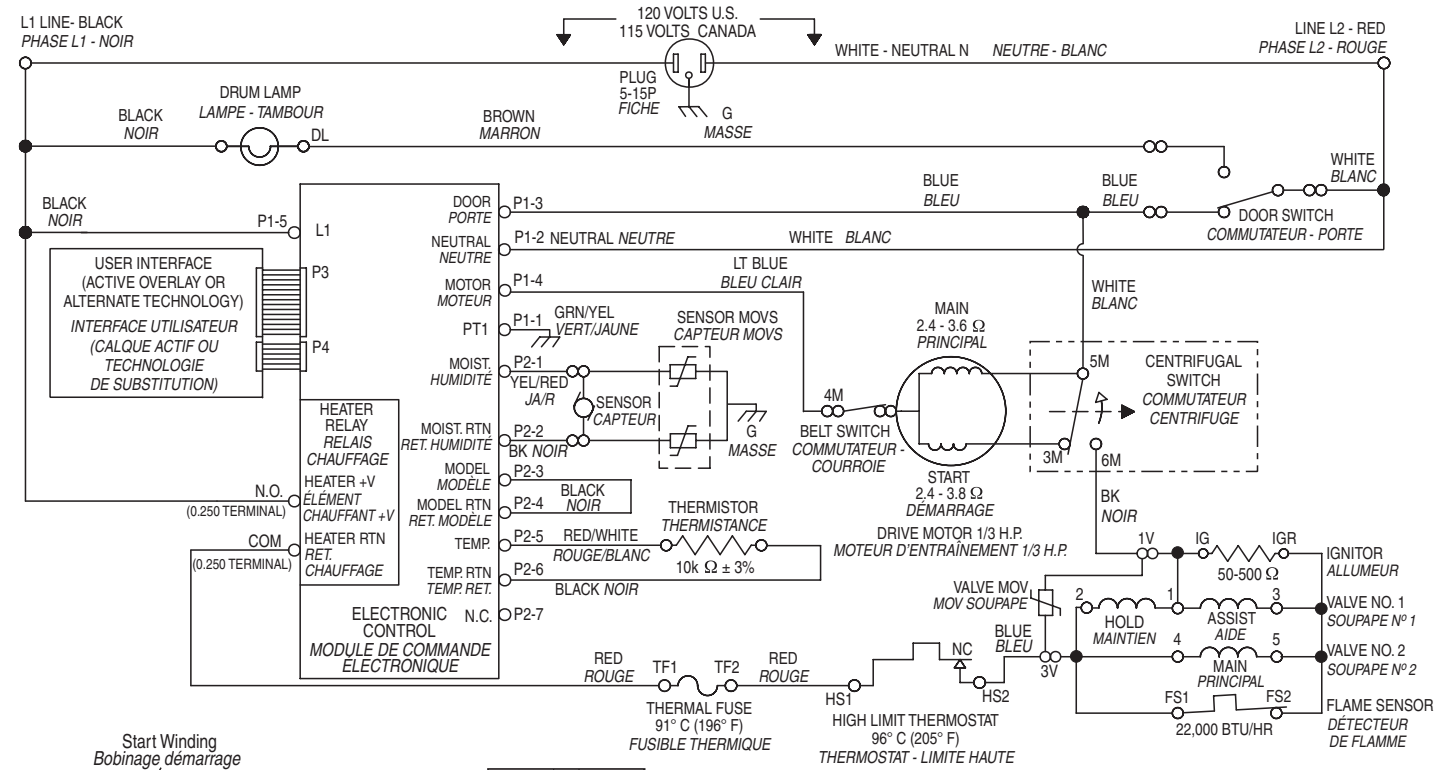 120 VOLTS U.S.
115 VOLTS CANADA
L1 LINE- BLACK
PHASE L1 - NOIR
LINE L2 - RED
PHASE L2 - ROUGE
WHITE - NEUTRAL N NEUTRE - BLANC
PLUG
5-15P
FICHE
G
MASSE
DRUM LAMP
LAMPE - TAMBOUR
BLACK
NOIR
DL
BROWN
MARRON
WHITE
BLANC
BLACK
NOIR
P1-5
L1
DOOR
PORTE
P1-3
BLUE
BLEU
BLUE
BLEU
DOOR SWITCH
COMMUTATEUR - PORTE
NEUTRAL
NEUTRE
P1-2 NEUTRAL NEUTRE
WHITE BLANC
USER INTERFACE
(ACTIVE OVERLAY OR
ALTERNATE TECHNOLOGY)
INTERFACE UTILISATEUR
(CALQUE ACTIF OU
TECHNOLOGIE
DE SUBSTITUTION)
P3
P4
MOTOR
MOTEUR
P1-4
LT BLUE
BLEU CLAIR
WHITE
BLANC
PT1
P1-1
GRN/YEL
VERT/JAUNE
SENSOR MOVS
CAPTEUR MOVS
MAIN
2.4 - 3.6 Ω
PRINCIPAL
MOIST.
HUMIDITÉ
P2-1
YEL/RED
JA/R
SENSOR
CAPTEUR
G
MASSE
4M
BELT SWITCH
COMMUTATEUR -
COURROIE
5M
CENTRIFUGAL
SWITCH
COMMUTATEUR
CENTRIFUGE
3M
6M
HEATER
RELAY
RELAIS
CHAUFFAGE
MOIST. RTN
RET. HUMIDITÉ
P2-2
BK NOIR
START
2.4 - 3.8 Ω
DÉMARRAGE
DRIVE MOTOR 1/3 H.P.
MOTEUR D'ENTRAÎNEMENT 1/3 H.P.
BK
NOIR
N.O.
(0.250 TERMINAL)
HEATER +V
ÉLÉMENT
CHAUFFANT +V
MODEL
MODÈLE
P2-3
BLACK
NOIR
MODEL RTN
RET. MODÈLE
P2-4
COM
(0.250 TERMINAL)
HEATER RTN
RET.
CHAUFFAGE
TEMP.
P2-5
RED/WHITE
ROUGE/BLANC
THERMISTOR
THERMISTANCE
10k Ω ± 3%
TEMP. RTN
TEMP. RET.
P2-6
BLACK NOIR
N.C.
P2-7
ELECTRONIC
CONTROL
MODULE DE COMMANDE
ÉLECTRONIQUE
1V
IG
IGR
50-500 Ω
IGNITOR
ALLUMEUR
VALVE MOV
MOV SOUPAPE
2
HOLD
MAINTIEN
1
ASSIST
AIDE
3
VALVE NO. 1
SOUPAPE Nº 1
BLUE
BLEU
3V
4
MAIN
PRINCIPAL
5
VALVE NO. 2
SOUPAPE Nº 2
FS1
FS2
22,000 BTU/HR
FLAME SENSOR
DÉTECTEUR
DE FLAMME
RED
ROUGE
TF1
TF2
THERMAL FUSE
91° C (196° F)
FUSIBLE THERMIQUE
RED
ROUGE
HS1
NC
HS2
HIGH LIMIT THERMOSTAT
96° C (205° F)
THERMOSTAT - LIMITE HAUTE
Start Winding
Bobinage démarrage